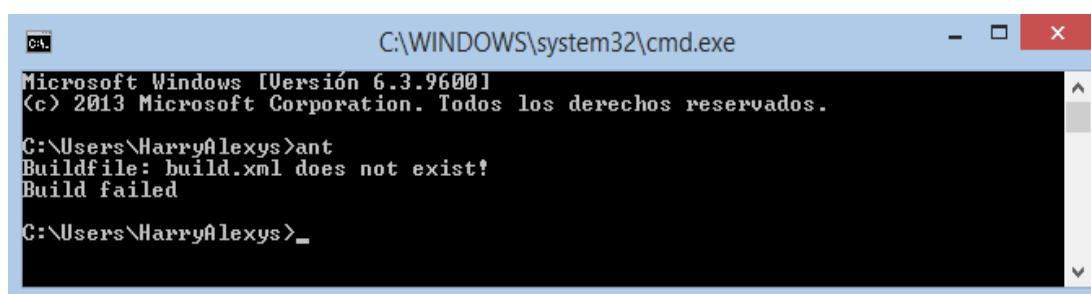 C:\WINDOWS\system32\cmd.exe
Microsoft Windows [Versión 6.3.9600]
(c) 2013 Microsoft Corporation. Todos los derechos reservados.
C:\Users\HarryAlexys>ant
Buildfile: build.xml does not exist!
Build failed
C:\Users\HarryAlexys>_